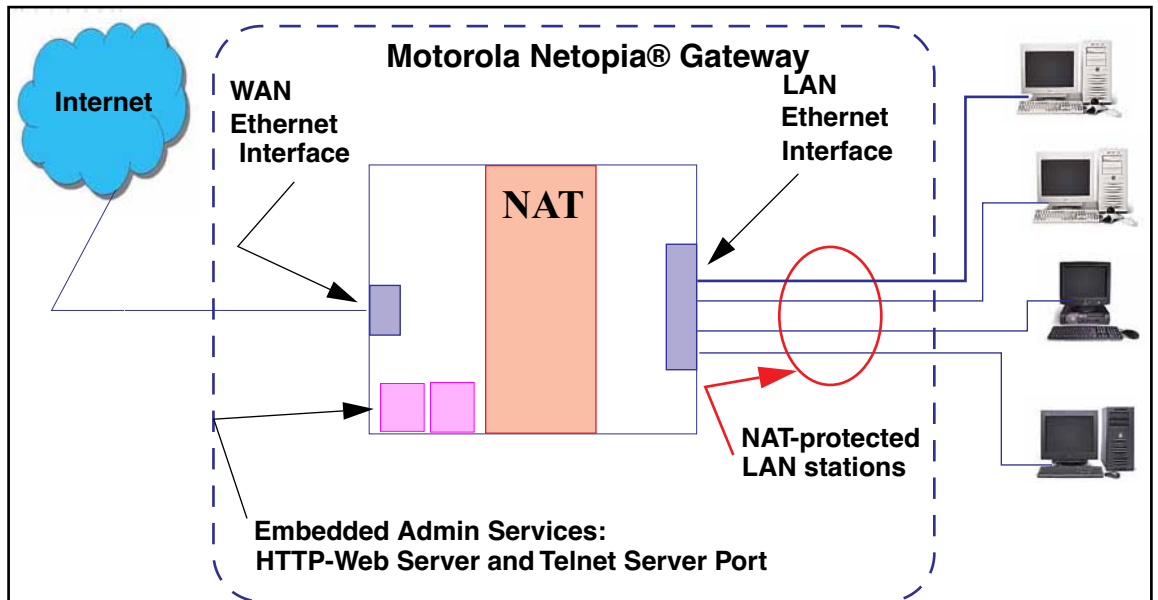 Motorola Netopia® Gateway
Internet
WAN
Ethernet
Interface
LAN
Ethernet
Interface
NAT
NAT-protected
LAN stations
Embedded Admin Services:
HTTP-Web Server and Telnet Server Port